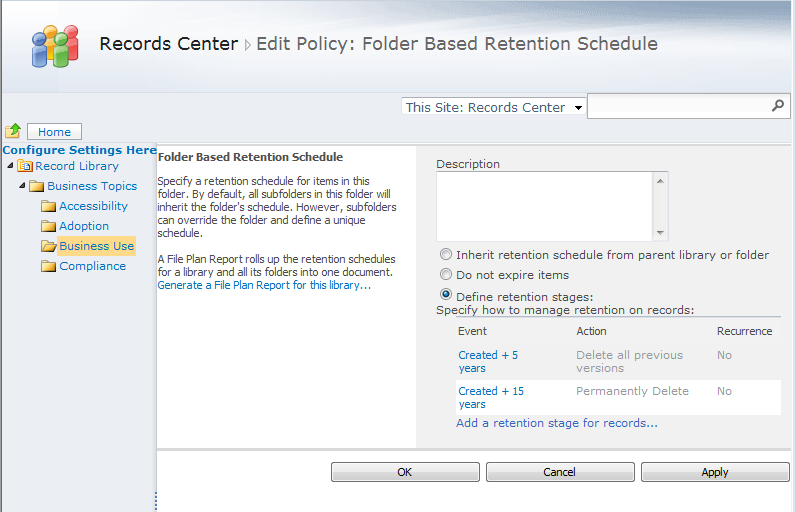 Records Center ▷ Edit Policy: Folder Based Retention Schedule
This Site: Records Center
Home
Configure Settings Here
Record Library
Business Topics
Accessibility
Adoption
Business Use
Compliance
Folder Based Retention Schedule
Specify a retention schedule for items in this
folder. By default, all subfolders in this folder will
inherit the folder's schedule. However, subfolders
can override the folder and define a unique
schedule.
A File Plan Report rolls up the retention schedules
for a library and all its folders into one document.
Generate a File Plan Report for this library...
Description
Inherit retention schedule from parent library or folder
Do not expire items
Define retention stages:
Specify how to manage retention on records:
Event Action Recurrence
Created + 5 Delete all previous No
years versions
Created + 15 Permanently Delete No
years
Add a retention stage for records...
OK Cancel Apply